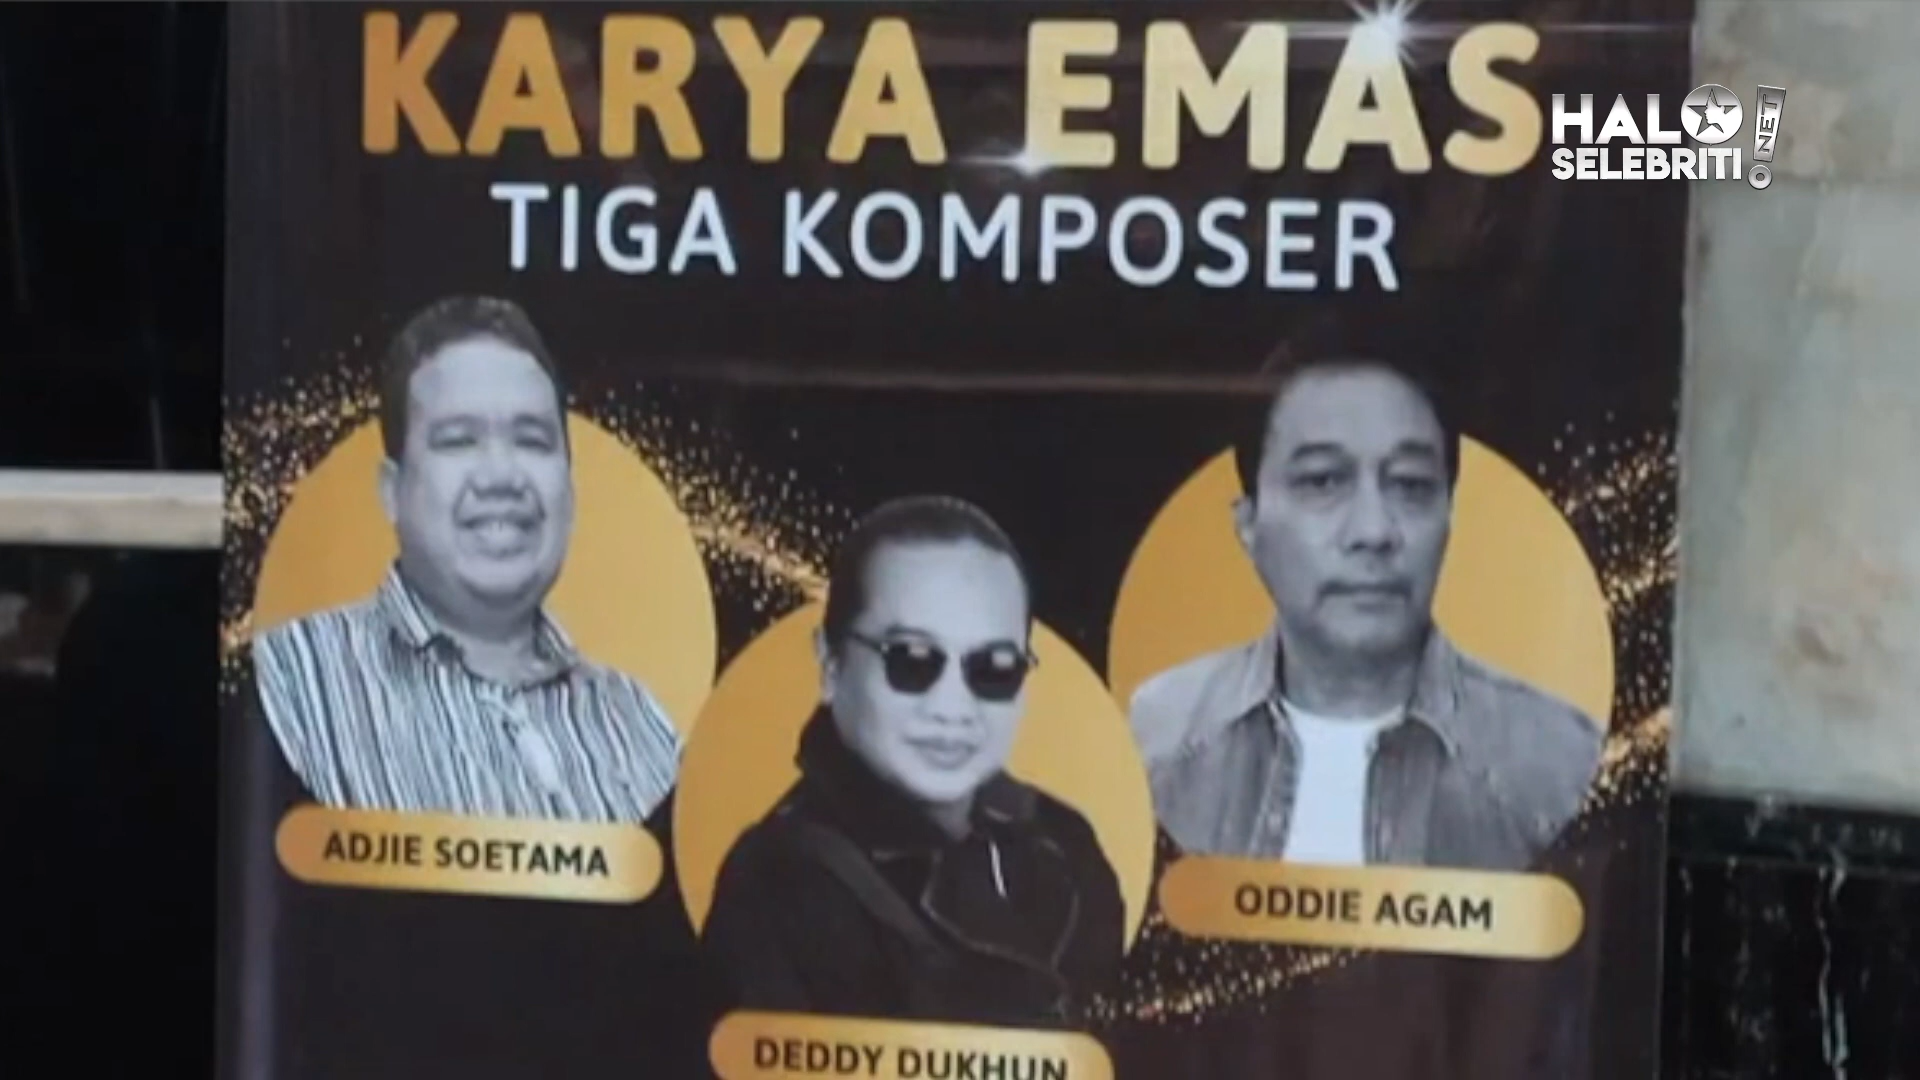 KARYA EMAS
TIGA KOMPOSER
HALO
SELEBRITI
.NET
ADJIE SOETAMA
ODDIE AGAM
DEDDY DUKHUN